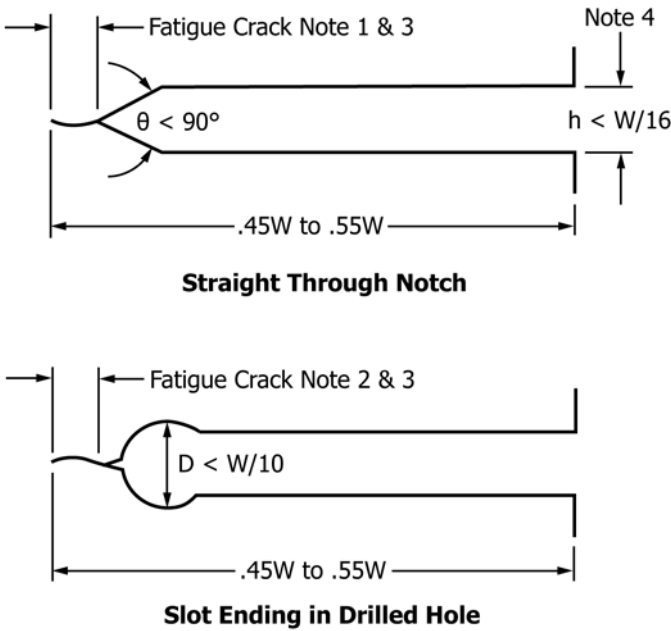 Fatigue Crack Note 1 & 3
Note 4
θ < 90°
h < W/16
.45W to .55W
Straight Through Notch
Fatigue Crack Note 2 & 3
D < W/10
.45W to .55W
Slot Ending in Drilled Hole